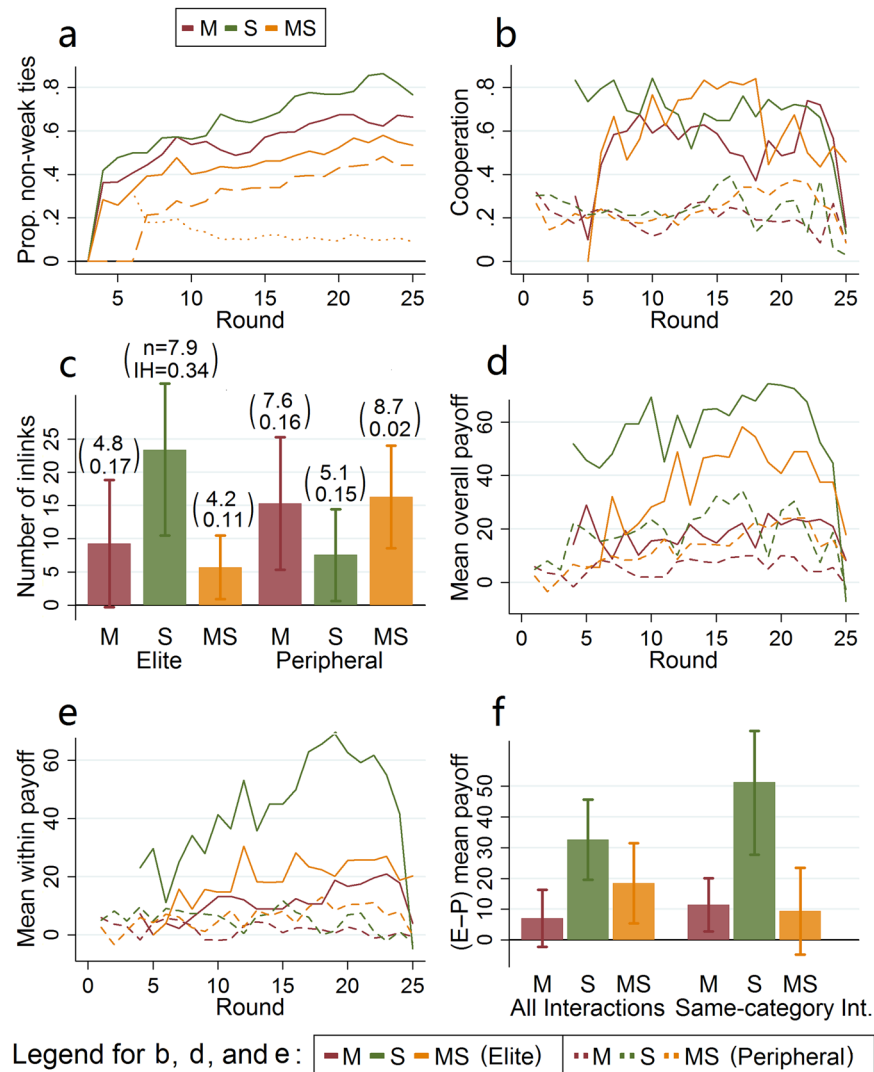 M S MS
a
Prop. non-weak ties
0 .2 .4 .6 .8
5 10 15 20 25
Round
b
Cooperation
0 .2 .4 .6 .8
0 5 10 15 20 25
Round
c
Number of inlinks
0 5 10 15 20 25
(4.8 0.17)
(n=7.9 IH=0.34)
(4.2 0.11)
(7.6 0.16)
(5.1 0.15)
(8.7 0.02)
M S MS M S MS
Elite Peripheral
d
Mean overall payoff
0 20 40 60
0 5 10 15 20 25
Round
e
Mean within payoff
0 20 40 60
0 5 10 15 20 25
Round
f
(E–P) mean payoff
0 10 20 30 40 50
M S MS M S MS
All Interactions Same-category Int.
Legend for b, d, and e: M S MS (Elite) M S MS (Peripheral)